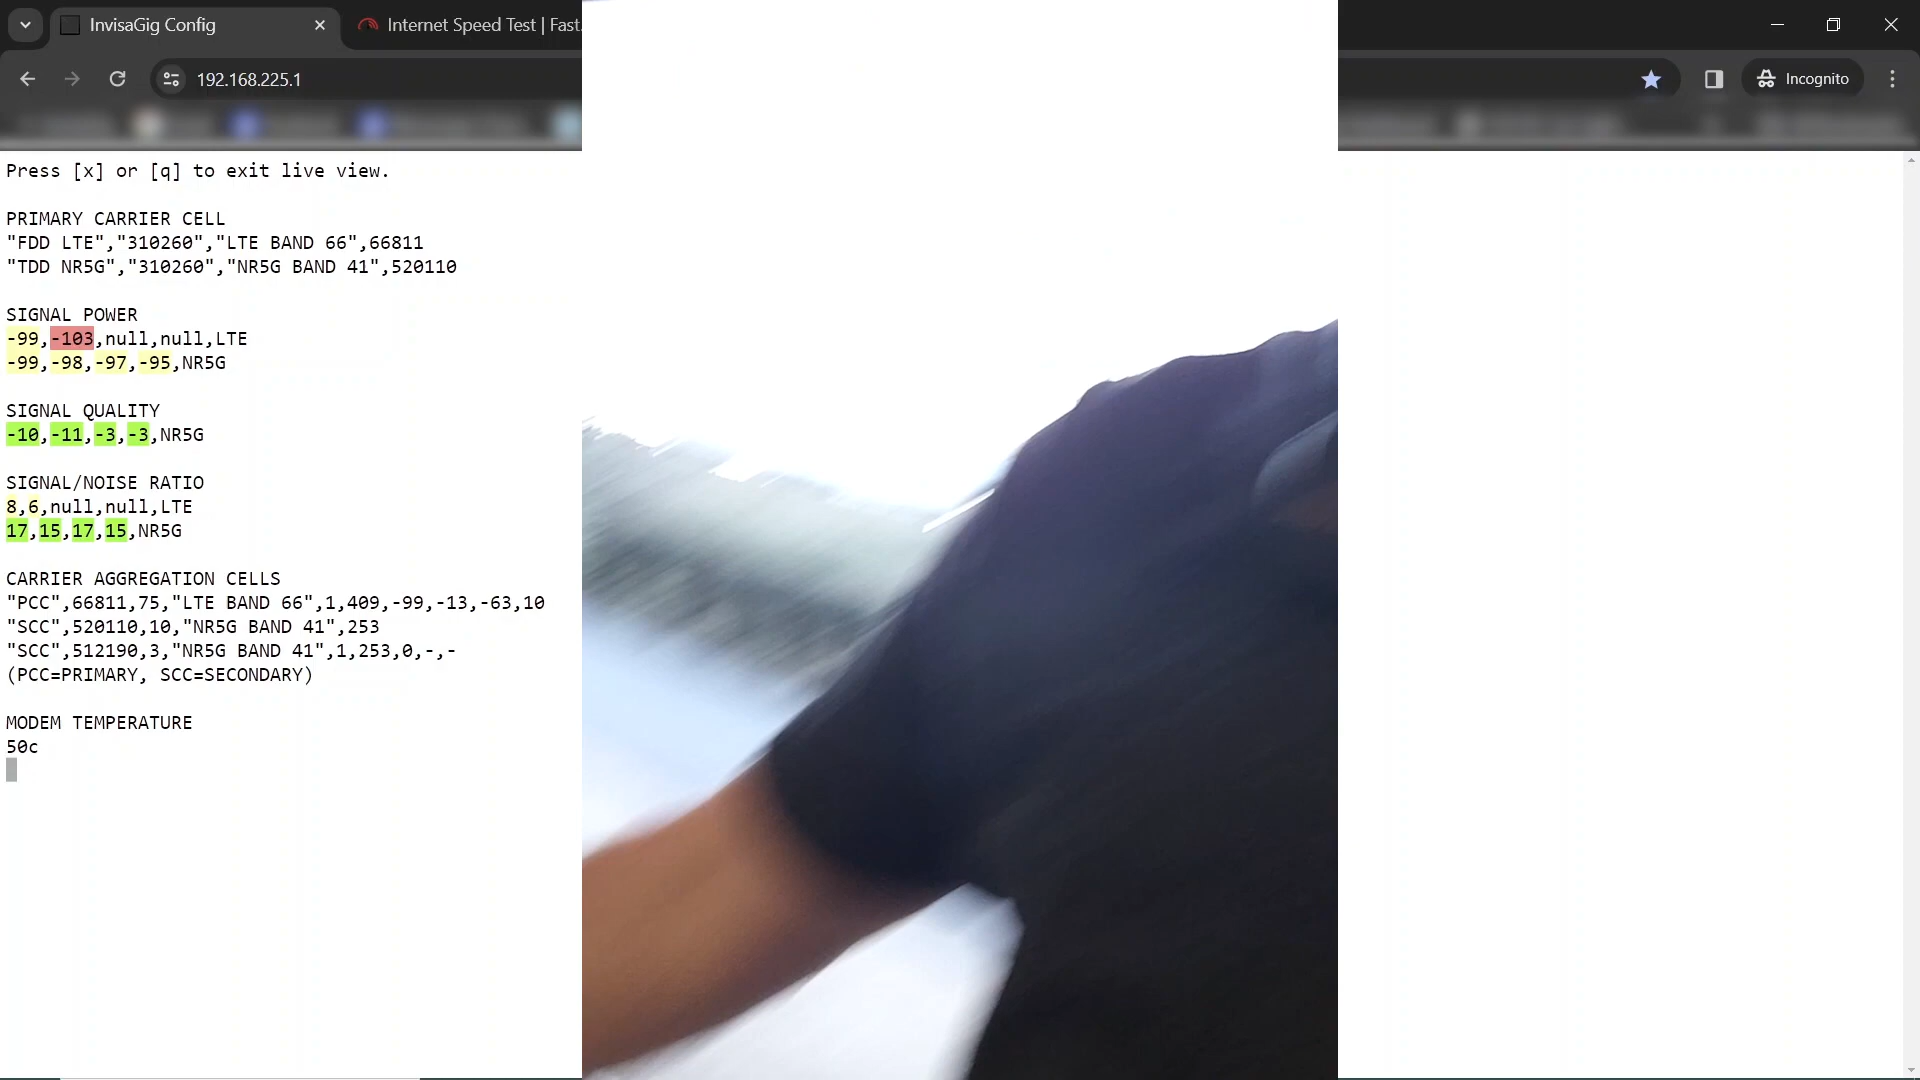 InvisaGig Config
Internet Speed Test | Fast.
192.168.225.1
Incognito
Press [x] or [q] to exit live view.
PRIMARY CARRIER CELL
"FDD LTE","310260","LTE BAND 66",66811
"TDD NR5G","310260","NR5G BAND 41",520110
SIGNAL POWER
-99,-103,null,null,LTE
-99,-98,-97,-95,NR5G
SIGNAL QUALITY
-10,-11,-3,-3,NR5G
SIGNAL/NOISE RATIO
8,6,null,null,LTE
17,15,17,15,NR5G
CARRIER AGGREGATION CELLS
"PCC",66811,75,"LTE BAND 66",1,409,-99,-13,-63,10
"SCC",520110,10,"NR5G BAND 41",253
"SCC",512190,3,"NR5G BAND 41",1,253,0,-,-
(PCC=PRIMARY, SCC=SECONDARY)
MODEM TEMPERATURE
50c